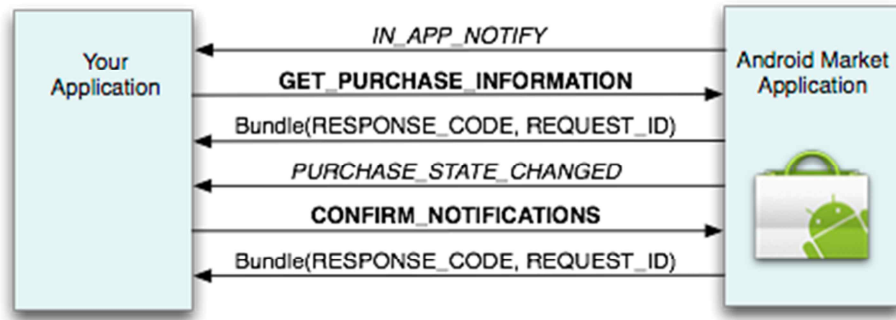 Your
Application
IN_APP_NOTIFY
GET_PURCHASE_INFORMATION
Bundle(RESPONSE_CODE, REQUEST_ID)
PURCHASE_STATE_CHANGED
CONFIRM_NOTIFICATIONS
Bundle(RESPONSE_CODE, REQUEST_ID)
Android Market
Application